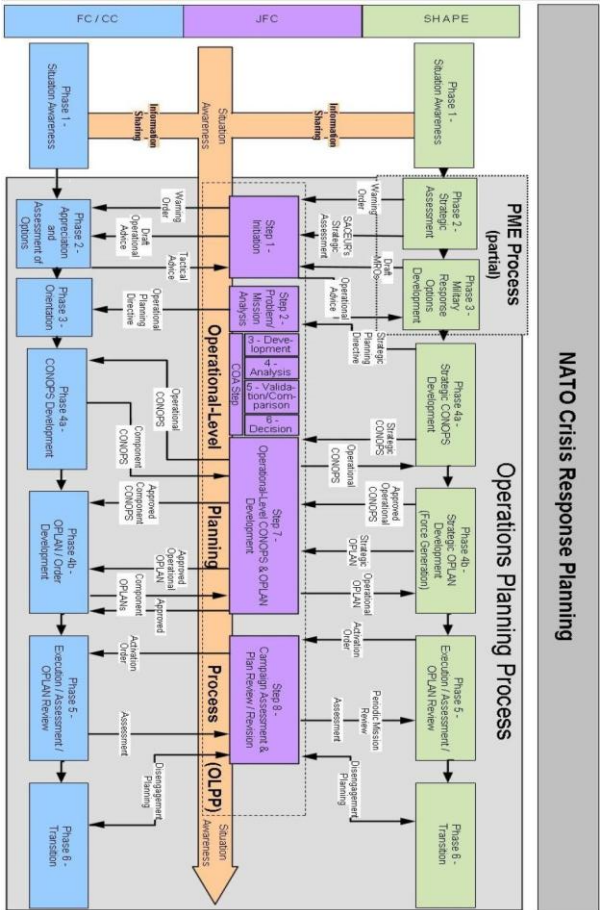 NATO Crisis Response Planning
Operations Planning Process
PME Process
(partial)
SHAPE
Phase 1 -
Situation Awareness
Phase 2 -
Strategic
Assessment
Phase 3 -
Military
Response
Options
Development
Phase 4a -
Strategic CONOPS
Development
Phase 4b -
Strategic OPLAN
Development
(Force Generation)
Phase 5 -
Execution / Assessment /
OPLAN Review
Phase 6 -
Transition
Information
Sharing
Warning
Order
SACEUR's
Strategic
Assessment
Draft
MROs
Operational
Advice
Strategic
Planning
Directive
Strategic
CONOPS
Operational
CONOPS
Approved
Operational
CONOPS
Strategic
OPLAN
Operational
OPLAN
Activation
Order
Periodic Mission
Review
Assessment
Disengagement
Planning
JFC
Situation
Awareness
Step 1 -
Initiation
Step 2 -
Problem/
Mission
Analysis
3 - Deve-
lopment
4 -
Analysis
5 - Valida-
tion/Com-
parison
6 -
Decision
COA Step
Step 7 -
Operational-Level CONOPS & OPLAN
Development
Step 8 -
Campaign Assessment &
Plan Review / Revision
Operational-Level
Planning
Process
(OLPP)
Situation
Awareness
Information
Sharing
Warning
Order
Draft
Operational
Advice
Tactical
Advice
Operational
Planning
Directive
Operational
CONOPS
Component
CONOPS
Approved
Component
CONOPS
Approved
Operational
OPLAN
Component
OPLANs
Approved
Activation
Order
Assessment
Disengagement
Planning
FC / CC
Phase 1 -
Situation Awareness
Phase 2 -
Appreciation
and
Assessment of
Options
Phase 3 -
Orientation
Phase 4a -
CONOPS Development
Phase 4b -
OPLAN / Order
Development
Phase 5 -
Execution / Assessment /
OPLAN Review
Phase 6 -
Transition